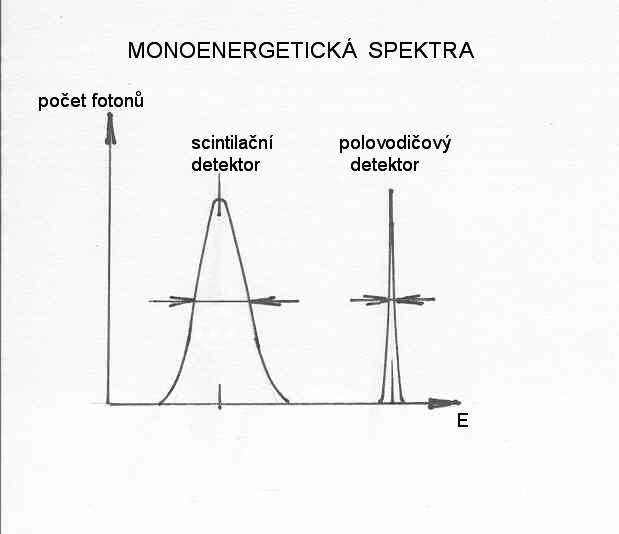 MONOENERGETICKÁ SPEKTRA
počet fotonů
scintilační
detektor
polovodičový
detektor
E